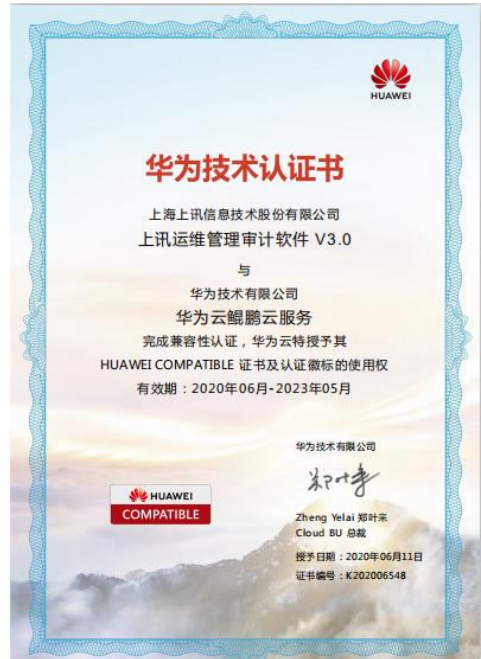 HUAWEI
华为技术认证书
上海上讯信息技术股份有限公司
上讯运维管理审计软件 V3.0
与
华为技术有限公司
华为云鲲鹏云服务
完成兼容性认证，华为云特授予其
HUAWEI COMPATIBLE 证书及认证徽标的使用权
有效期：2020年06月-2023年05月
华为技术有限公司
郑叶来
HUAWEI
COMPATIBLE
Zheng Yelai 郑叶来
Cloud BU 总裁
授予日期：2020年06月11日
证书编号：K202006548